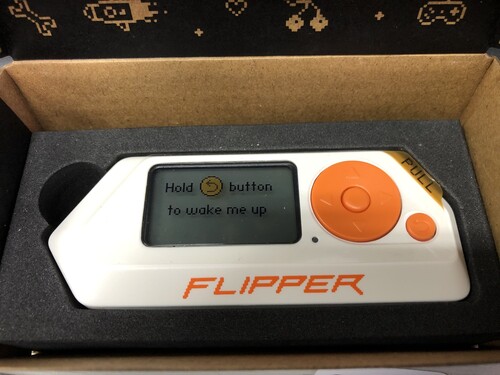 Hold button
to wake me up
PULL
FLIPPER